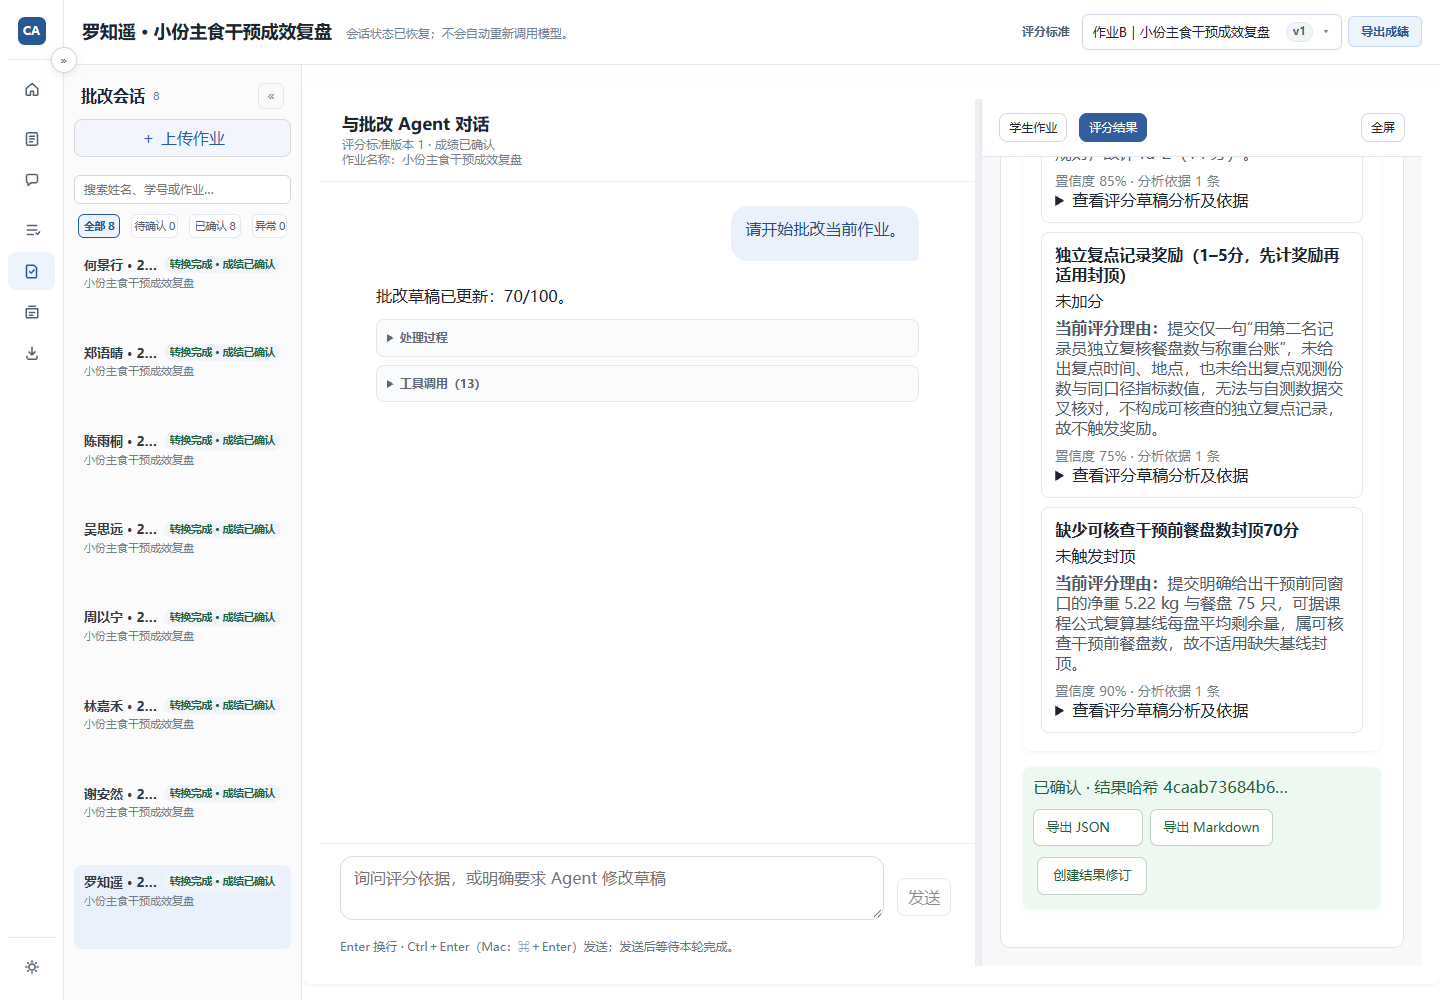 CA
罗知遥 • 小份主食干预成效复盘
会话状态已恢复；不会自动重新调用模型。
评分标准
作业B | 小份主食干预成效复盘
v1
导出成绩
»
批改会话 8
«
+ 上传作业
搜索姓名、学号或作业...
全部 8
待确认 0
已确认 8
异常 0
何景行 • 2... 转换完成 • 成绩已确认
小份主食干预成效复盘
郑语晴 • 2... 转换完成 • 成绩已确认
小份主食干预成效复盘
陈雨桐 • 2... 转换完成 • 成绩已确认
小份主食干预成效复盘
吴思远 • 2... 转换完成 • 成绩已确认
小份主食干预成效复盘
周以宁 • 2... 转换完成 • 成绩已确认
小份主食干预成效复盘
林嘉禾 • 2... 转换完成 • 成绩已确认
小份主食干预成效复盘
谢安然 • 2... 转换完成 • 成绩已确认
小份主食干预成效复盘
罗知遥 • 2... 转换完成 • 成绩已确认
小份主食干预成效复盘
与批改 Agent 对话
评分标准版本 1 · 成绩已确认
作业名称：小份主食干预成效复盘
请开始批改当前作业。
批改草稿已更新：70/100。
处理过程
工具调用（13）
询问评分依据，或明确要求 Agent 修改草稿
发送
Enter 换行 · Ctrl + Enter（Mac：⌘ + Enter）发送；发送后等待本轮完成。
学生作业
评分结果
全屏
置信度 85% · 分析依据 1 条
查看评分草稿分析及依据
独立复点记录奖励（1–5分，先计奖励再
适用封顶)
未加分
当前评分理由：提交仅一句“用第二名记
录员独立复核餐盘数与称重台账”，未给
出复点时间、地点，也未给出复点观测份
数与同口径指标数值，无法与自测数据交
叉核对，不构成可核查的独立复点记录，
故不触发奖励。
置信度 75% · 分析依据 1 条
查看评分草稿分析及依据
缺少可核查干预前餐盘数封顶70分
未触发封顶
当前评分理由：提交明确给出干预前同窗
口的净重 5.22 kg 与餐盘 75 只，可据课
程公式复算基线每盘平均剩余量，属可核
查干预前餐盘数，故不适用缺失基线封
顶。
置信度 90% · 分析依据 1 条
查看评分草稿分析及依据
已确认 · 结果哈希 4caab73684b6...
导出 JSON
导出 Markdown
创建结果修订